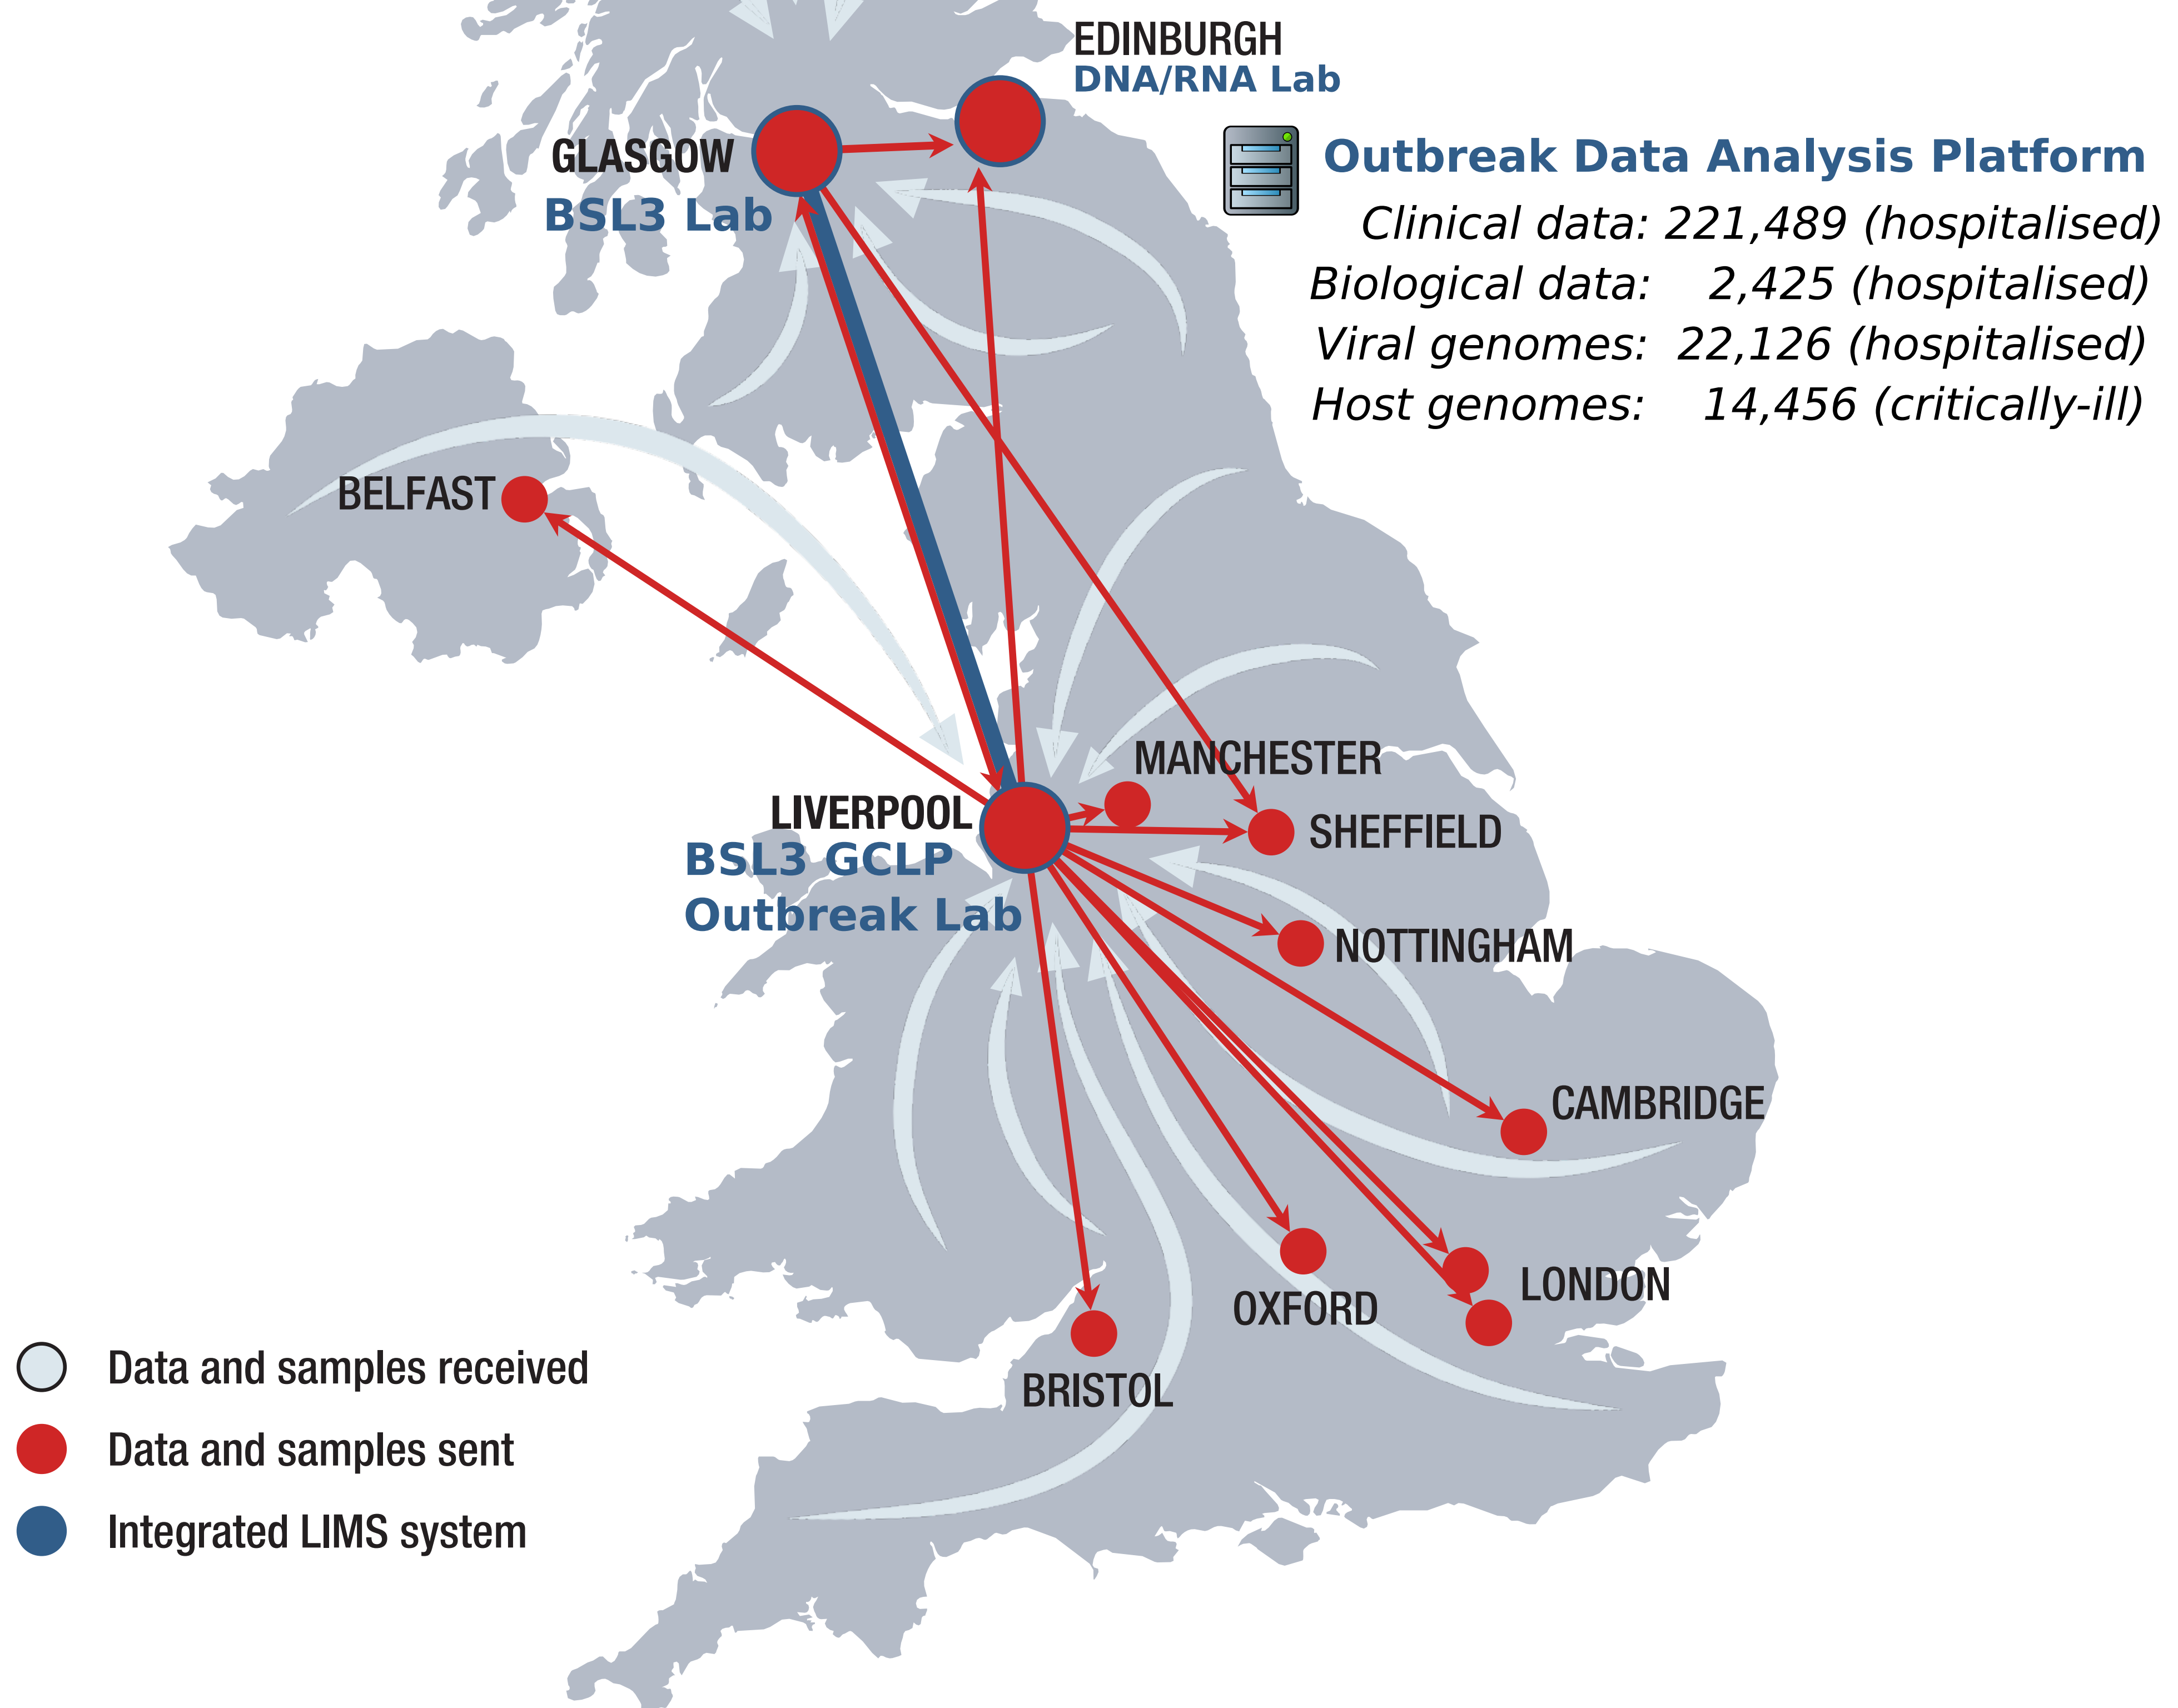 EDINBURGH
DNA/RNA Lab
GLASGOW
BSL3 Lab
Outbreak Data Analysis Platform
Clinical data: 221,489 (hospitalised)
Biological data: 2,425 (hospitalised)
Viral genomes: 22,126 (hospitalised)
Host genomes: 14,456 (critically-ill)
BELFAST
MANCHESTER
LIVERPOOL
BSL3 GCLP
Outbreak Lab
SHEFFIELD
NOTTINGHAM
CAMBRIDGE
LONDON
OXFORD
BRISTOL
Data and samples received
Data and samples sent
Integrated LIMS system